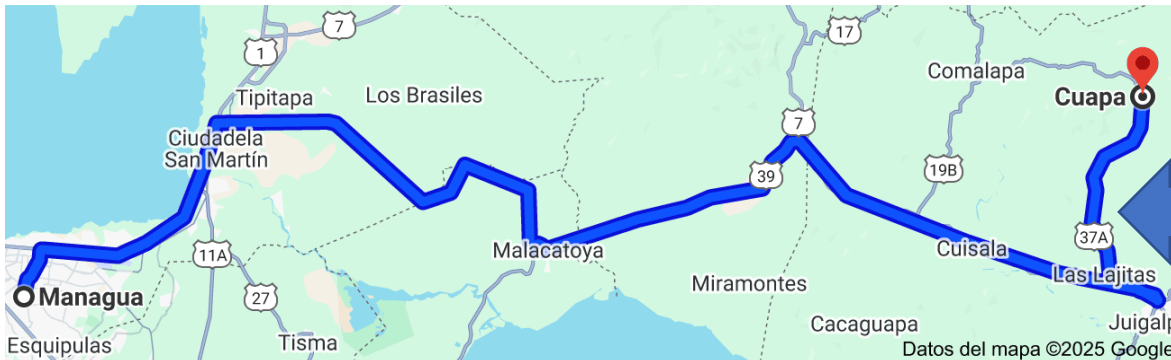 7
17
1
Comalapa
Tipitapa
Los Brasiles
Cuapa
Ciudadela
San Martín
7
39
19B
37A
Malacatoya
Cuisala
11A
Las Lajitas
Managua
27
Miramontes
Juigalp
Cacaguapa
Esquipulas
Tisma
Datos del mapa ©2025 Google